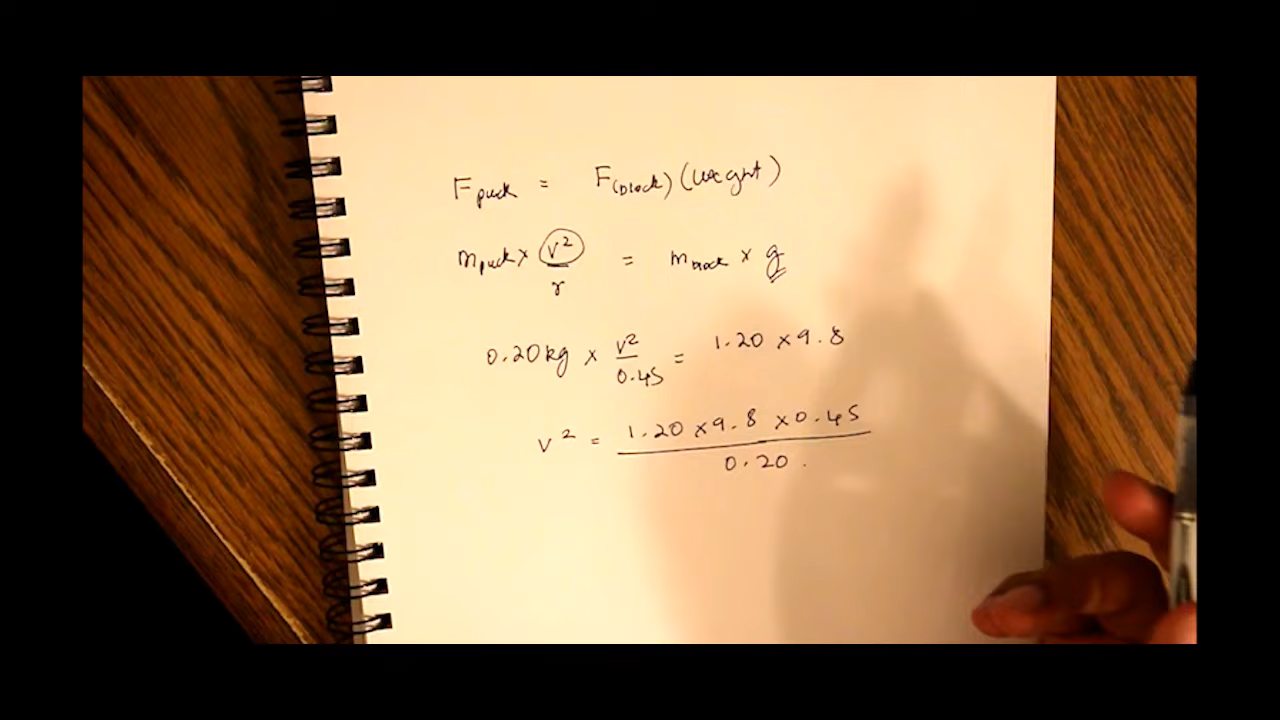 F puck = F(block) (weight)
m puck × v² / r = m block × g
0.20 kg × v² / 0.45 = 1.20 × 9.8
v² = 1.20 × 9.8 × 0.45 / 0.20